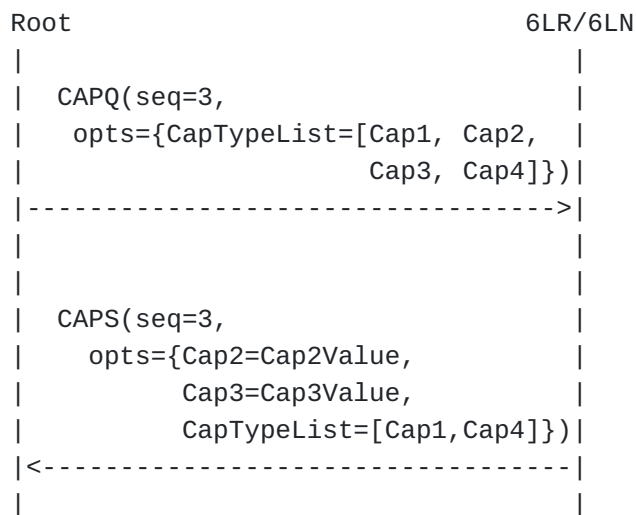 Root                             6LR/6LN
|                                   |
|  CAPQ(seq=3,                      |
|   opts={CapTypeList=[Cap1, Cap2,  |
|                      Cap3, Cap4]})|
|---------------------------------->|
|                                   |
|                                   |
|  CAPS(seq=3,                      |
|    opts={Cap2=Cap2Value,          |
|          Cap3=Cap3Value,          |
|          CapTypeList=[Cap1,Cap4]})|
|<----------------------------------|
|                                   |